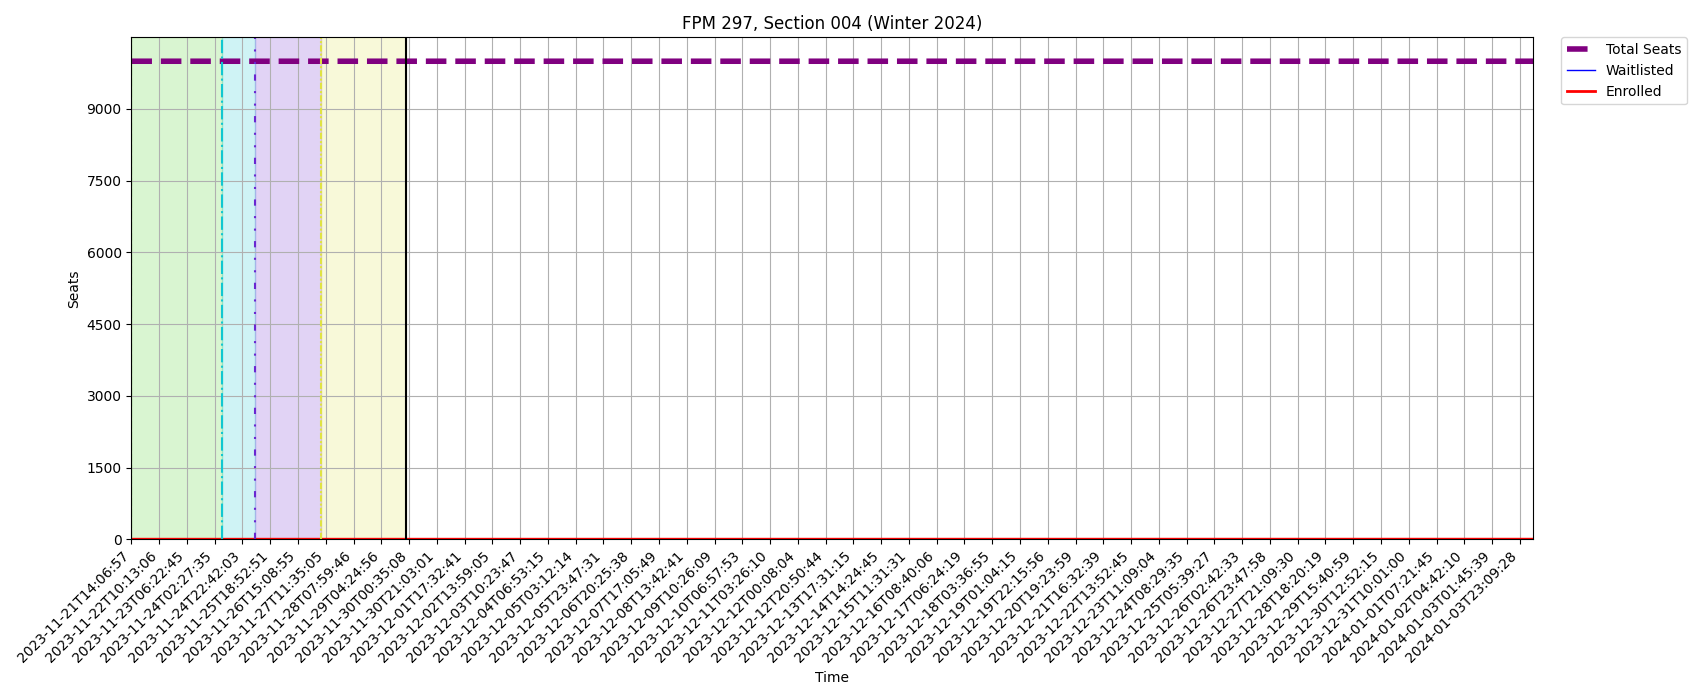 FPM 297, Section 004 (Winter 2024)
Total Seats
Waitlisted
Enrolled
Seats
9000
7500
6000
4500
3000
1500
0
2023-11-21T14:06:57
2023-11-22T10:13:06
2023-11-23T06:22:45
2023-11-24T02:27:35
2023-11-24T22:42:03
2023-11-25T18:52:51
2023-11-26T15:08:55
2023-11-27T11:35:05
2023-11-28T07:59:46
2023-11-29T04:24:56
2023-11-30T00:35:08
2023-11-30T21:03:01
2023-12-01T17:32:41
2023-12-02T13:59:05
2023-12-03T10:23:47
2023-12-04T06:53:15
2023-12-05T03:12:14
2023-12-05T23:47:31
2023-12-06T20:25:38
2023-12-07T17:05:49
2023-12-08T13:42:41
2023-12-09T10:26:09
2023-12-10T06:57:53
2023-12-11T03:26:10
2023-12-12T00:08:04
2023-12-12T20:50:44
2023-12-13T17:31:15
2023-12-14T14:24:45
2023-12-15T11:31:31
2023-12-16T08:40:06
2023-12-17T06:24:19
2023-12-18T03:36:55
2023-12-19T01:04:15
2023-12-19T22:15:56
2023-12-20T19:23:59
2023-12-21T16:32:39
2023-12-22T13:52:45
2023-12-23T11:09:04
2023-12-24T08:29:35
2023-12-25T05:39:27
2023-12-26T02:42:33
2023-12-26T23:47:58
2023-12-27T21:09:30
2023-12-28T18:20:19
2023-12-29T15:40:59
2023-12-30T12:52:15
2023-12-31T10:01:00
2024-01-01T07:21:45
2024-01-02T04:42:10
2024-01-03T01:45:39
2024-01-03T23:09:28
Time